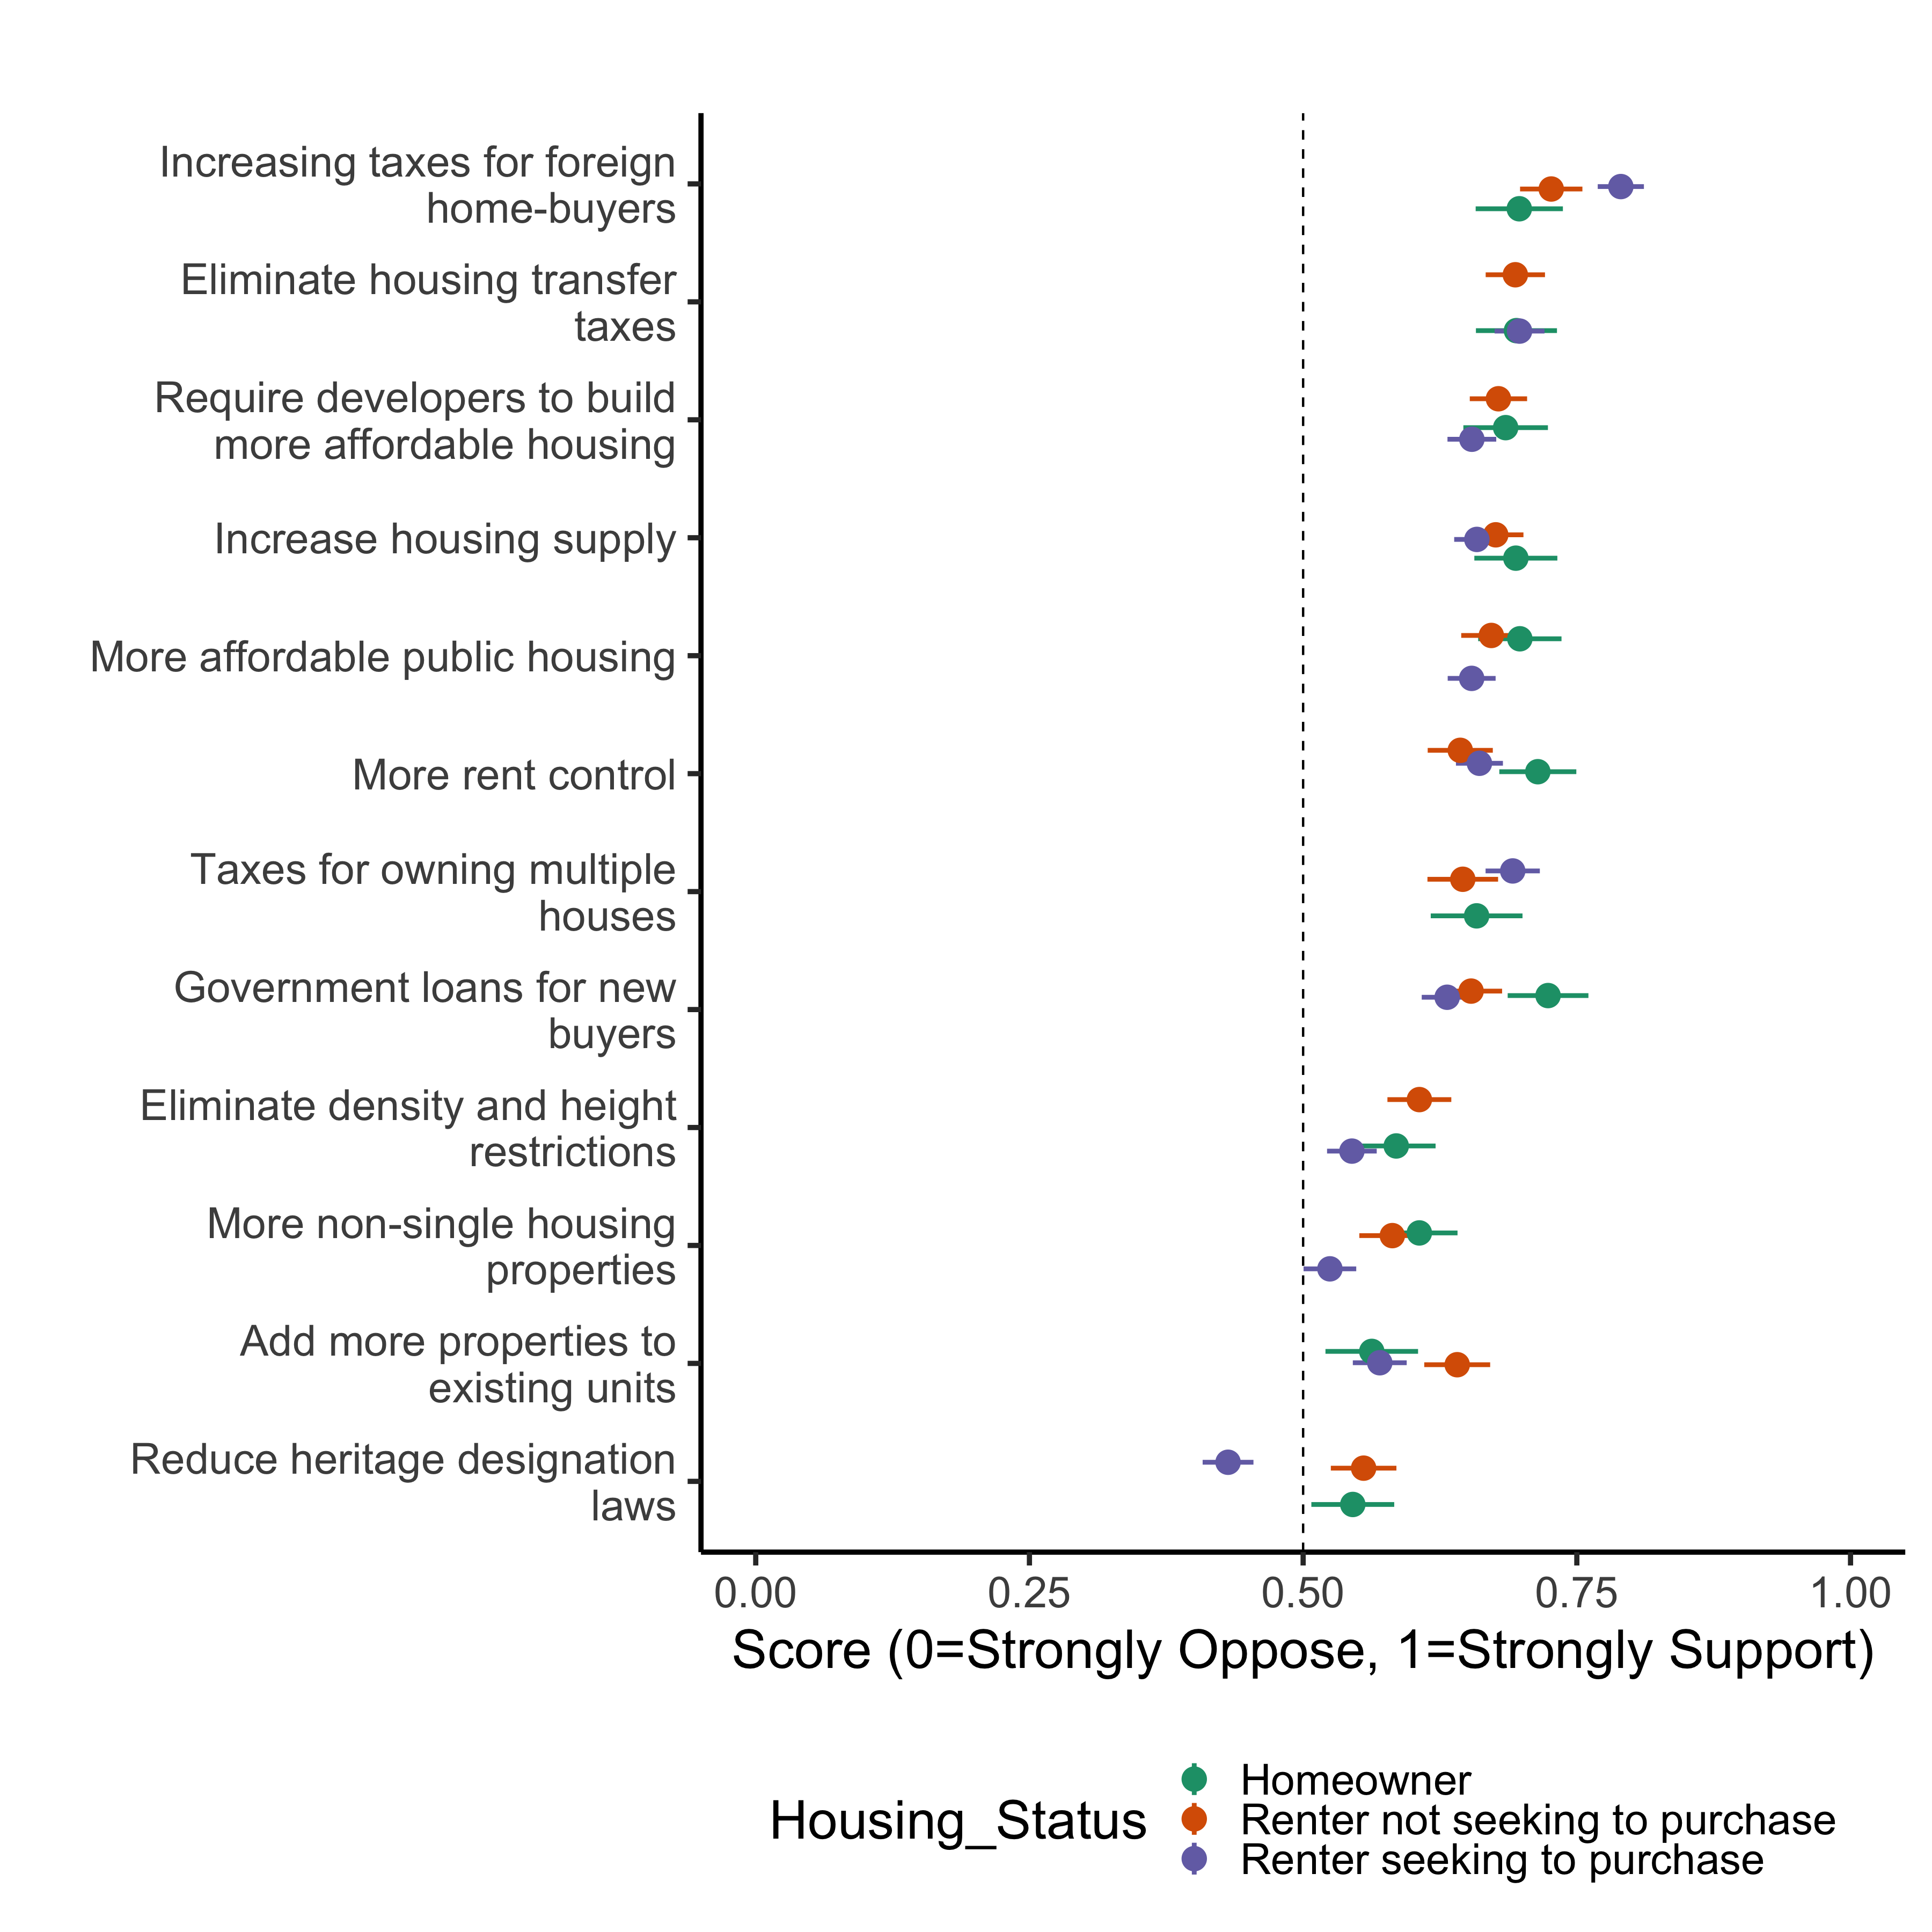 Increasing taxes for foreign
home-buyers
Eliminate housing transfer
taxes
Require developers to build
more affordable housing
Increase housing supply
More affordable public housing
More rent control
Taxes for owning multiple
houses
Government loans for new
buyers
Eliminate density and height
restrictions
More non-single housing
properties
Add more properties to
existing units
Reduce heritage designation
laws
0.00 0.25 0.50 0.75 1.00
Score (0=Strongly Oppose, 1=Strongly Support)
Housing_Status
Homeowner
Renter not seeking to purchase
Renter seeking to purchase